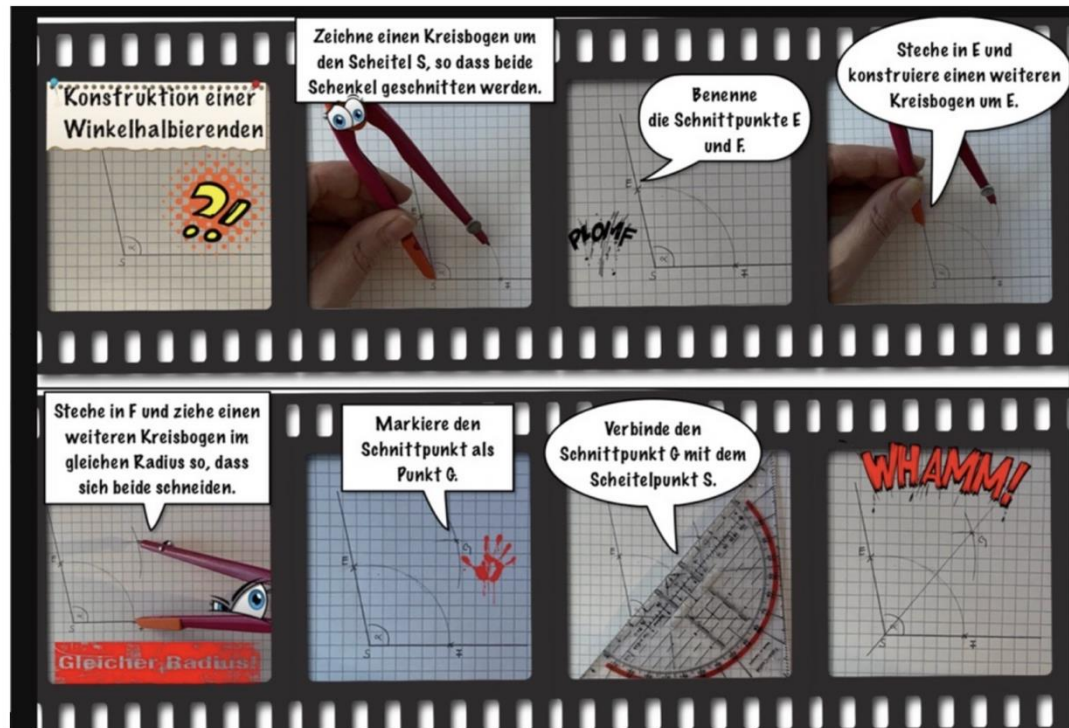 Konstruktion einer
Winkelhalbierenden
?!
α
S
Zeichne einen Kreisbogen um
den Scheitel S, so dass beide
Schenkel geschnitten werden.
E
S
F
Benenne
die Schnittpunkte E
und F.
E
PLOMF
α
S
F
Steche in E und
konstruiere einen weiteren
Kreisbogen um E.
S
F
Steche in F und ziehe einen
weiteren Kreisbogen im
gleichen Radius so, dass
sich beide schneiden.
E
α
S
Gleicher Radius!
Markiere den
Schnittpunkt als
Punkt G.
E
G
α
S
F
Verbinde den
Schnittpunkt G mit dem
Scheitelpunkt S.
E
WHAMM!
E
G
α
S
F